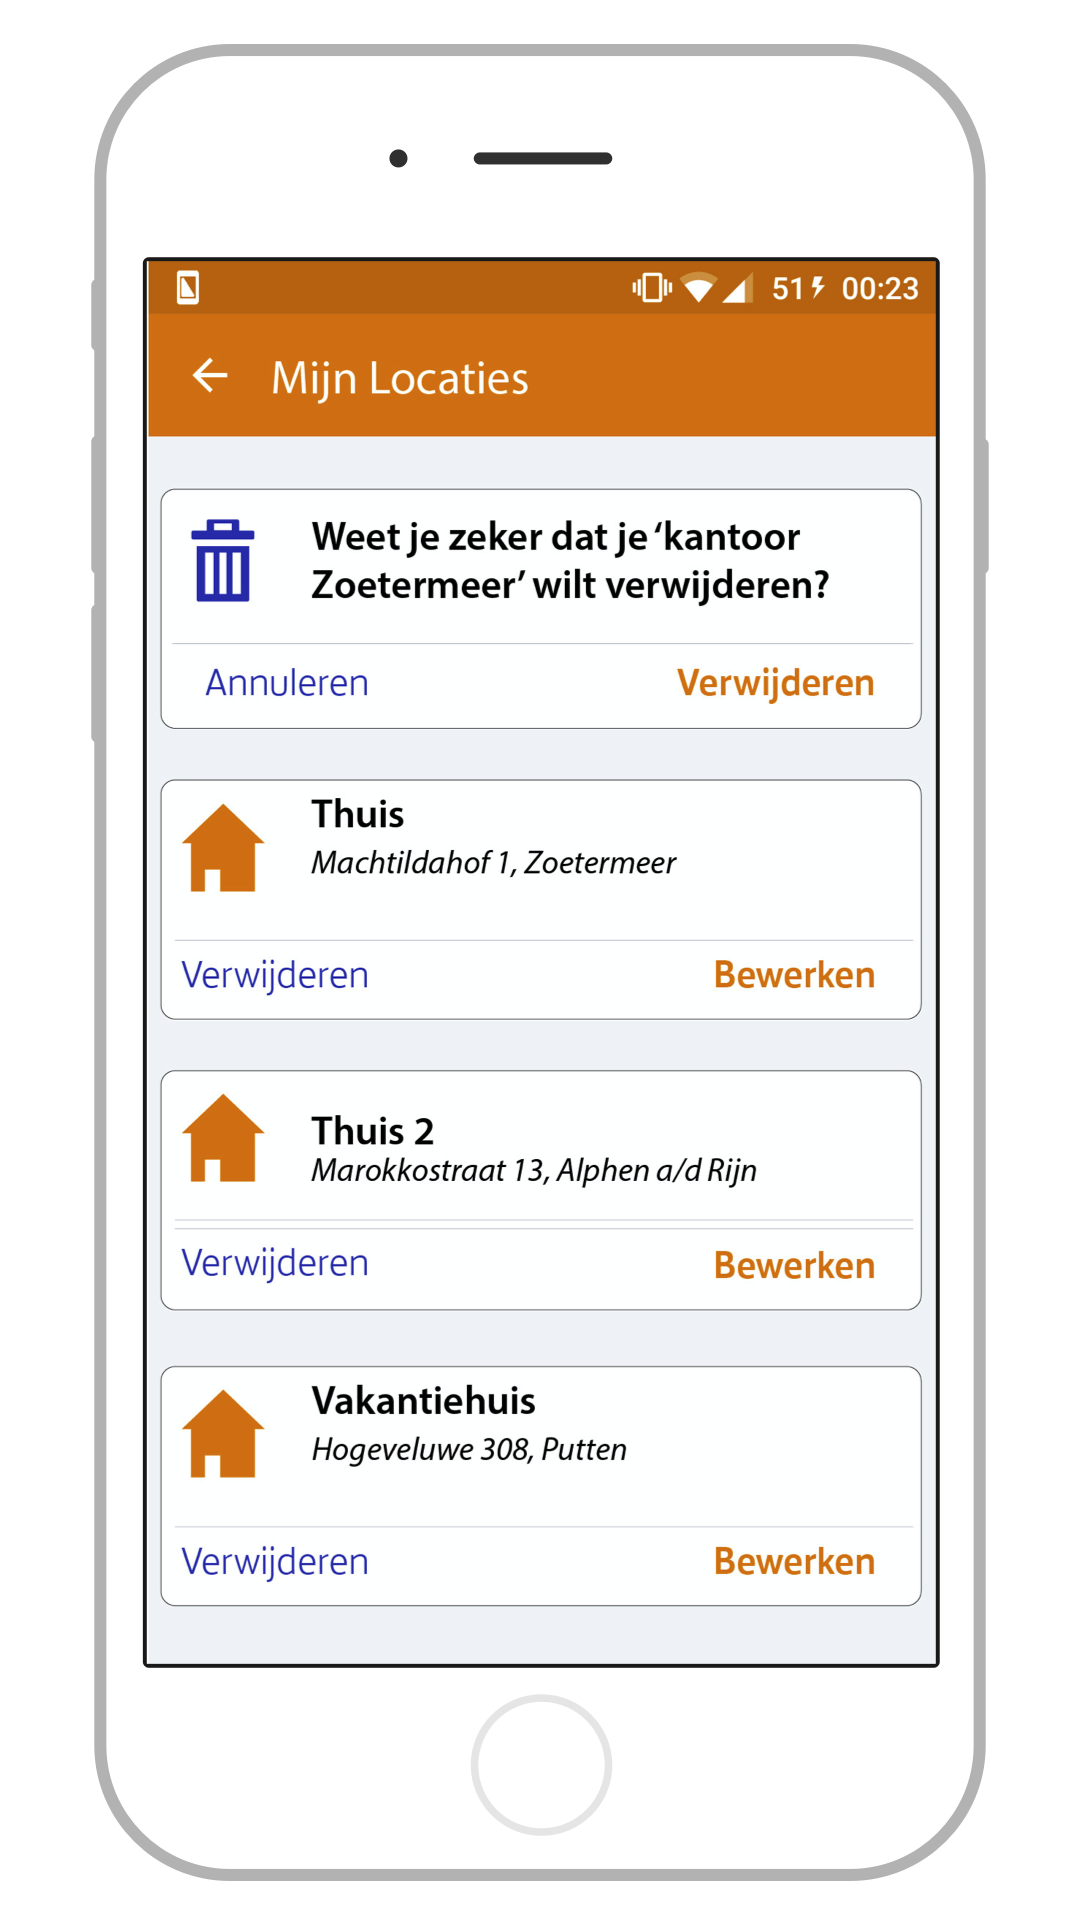 51 00:23
Mijn Locaties
Weet je zeker dat je ‘kantoor
Zoetermeer’ wilt verwijderen?
Annuleren Verwijderen
Thuis
Machtildahof 1, Zoetermeer
Verwijderen Bewerken
Thuis 2
Marokkostraat 13, Alphen a/d Rijn
Verwijderen Bewerken
Vakantiehuis
Hogeveluwe 308, Putten
Verwijderen Bewerken